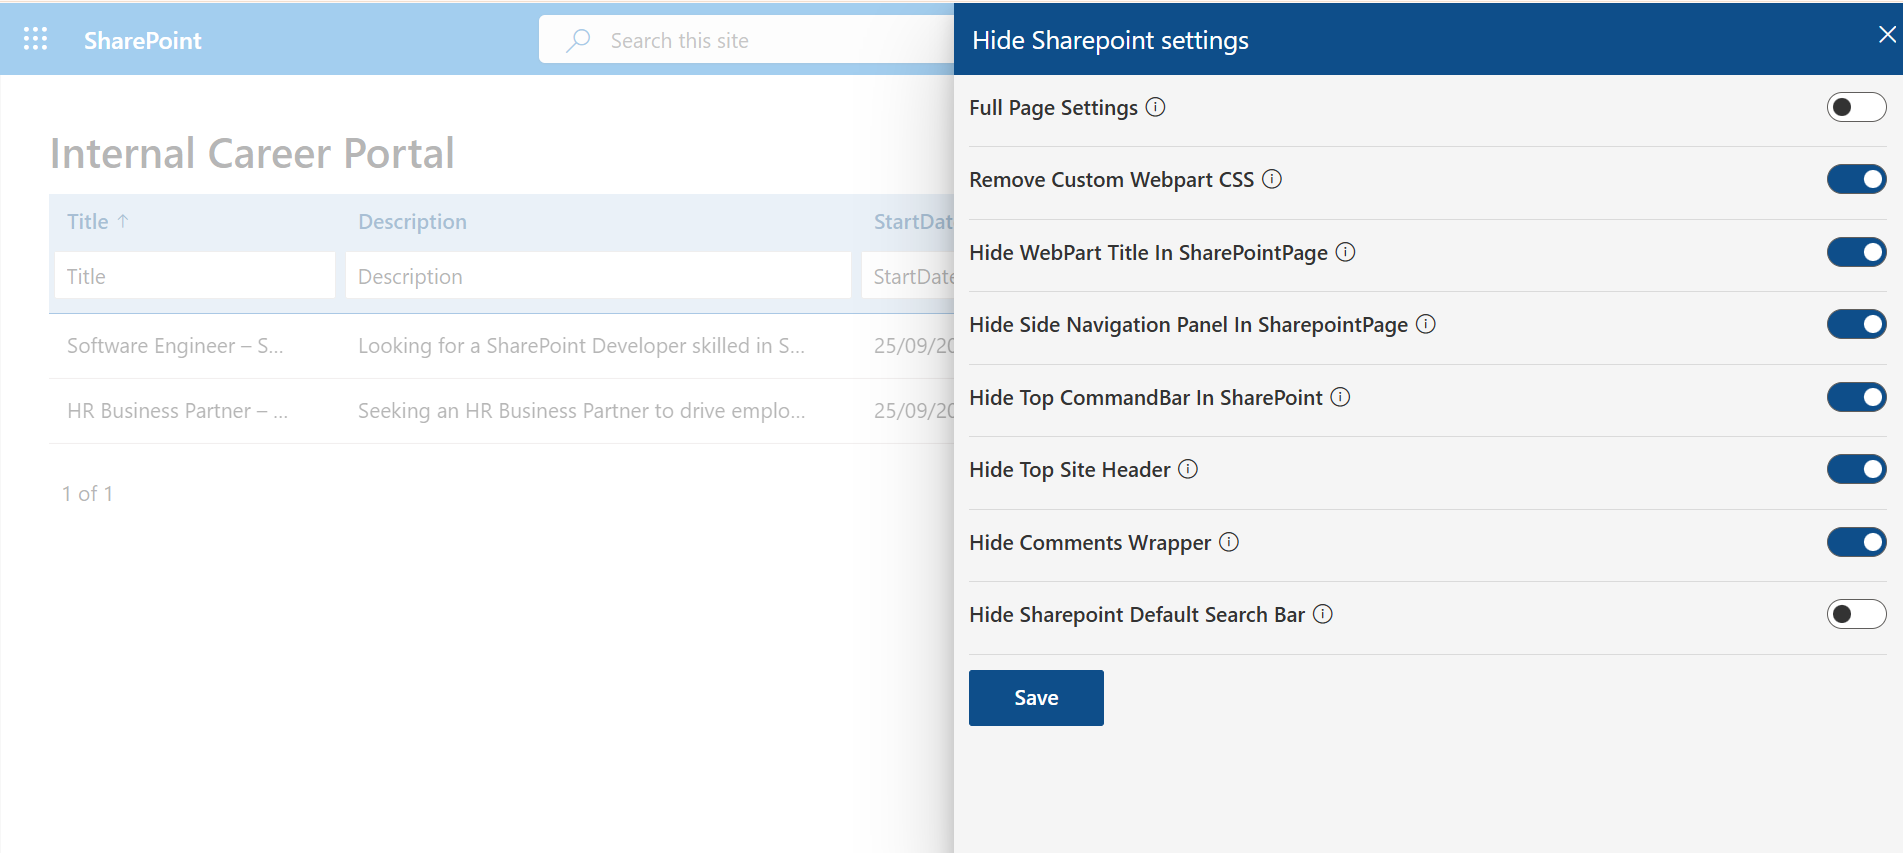 SharePoint
Search this site
Internal Career Portal
Title ↑
Description
StartDat
Title
Description
StartDate
Software Engineer – S...
Looking for a SharePoint Developer skilled in S...
25/09/20
HR Business Partner – ...
Seeking an HR Business Partner to drive emplo...
25/09/20
1 of 1
Hide Sharepoint settings
Full Page Settings
Remove Custom Webpart CSS
Hide WebPart Title In SharePointPage
Hide Side Navigation Panel In SharepointPage
Hide Top CommandBar In SharePoint
Hide Top Site Header
Hide Comments Wrapper
Hide Sharepoint Default Search Bar
Save